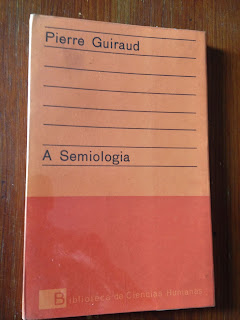 Pierre Guiraud
A Semiologia
Biblioteca de Ciências Humanas